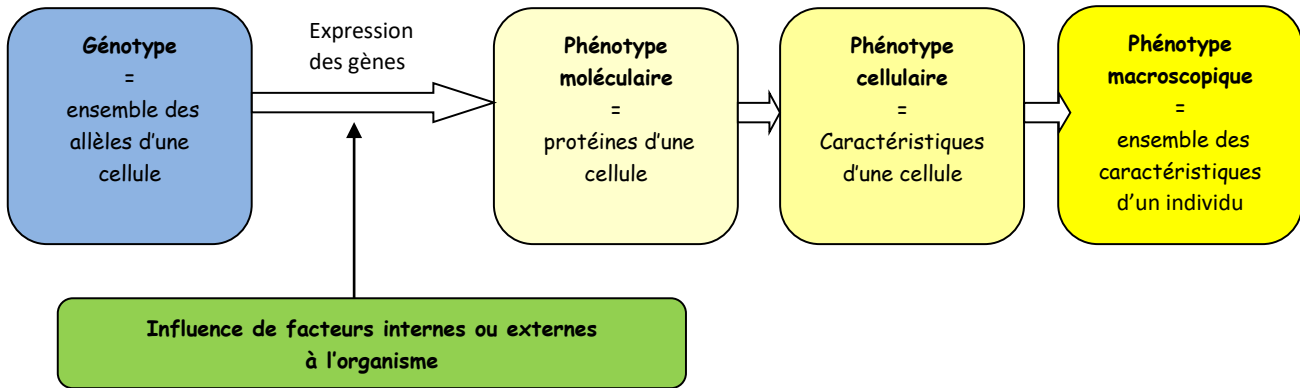 Génotype
=
ensemble des
allèles d'une
cellule
Expression
des gènes
Phénotype
moléculaire
=
protéines d'une
cellule
Phénotype
cellulaire
=
Caractéristiques
d'une cellule
Phénotype
macroscopique
=
ensemble des
caractéristiques
d'un individu
Influence de facteurs internes ou externes
à l'organisme